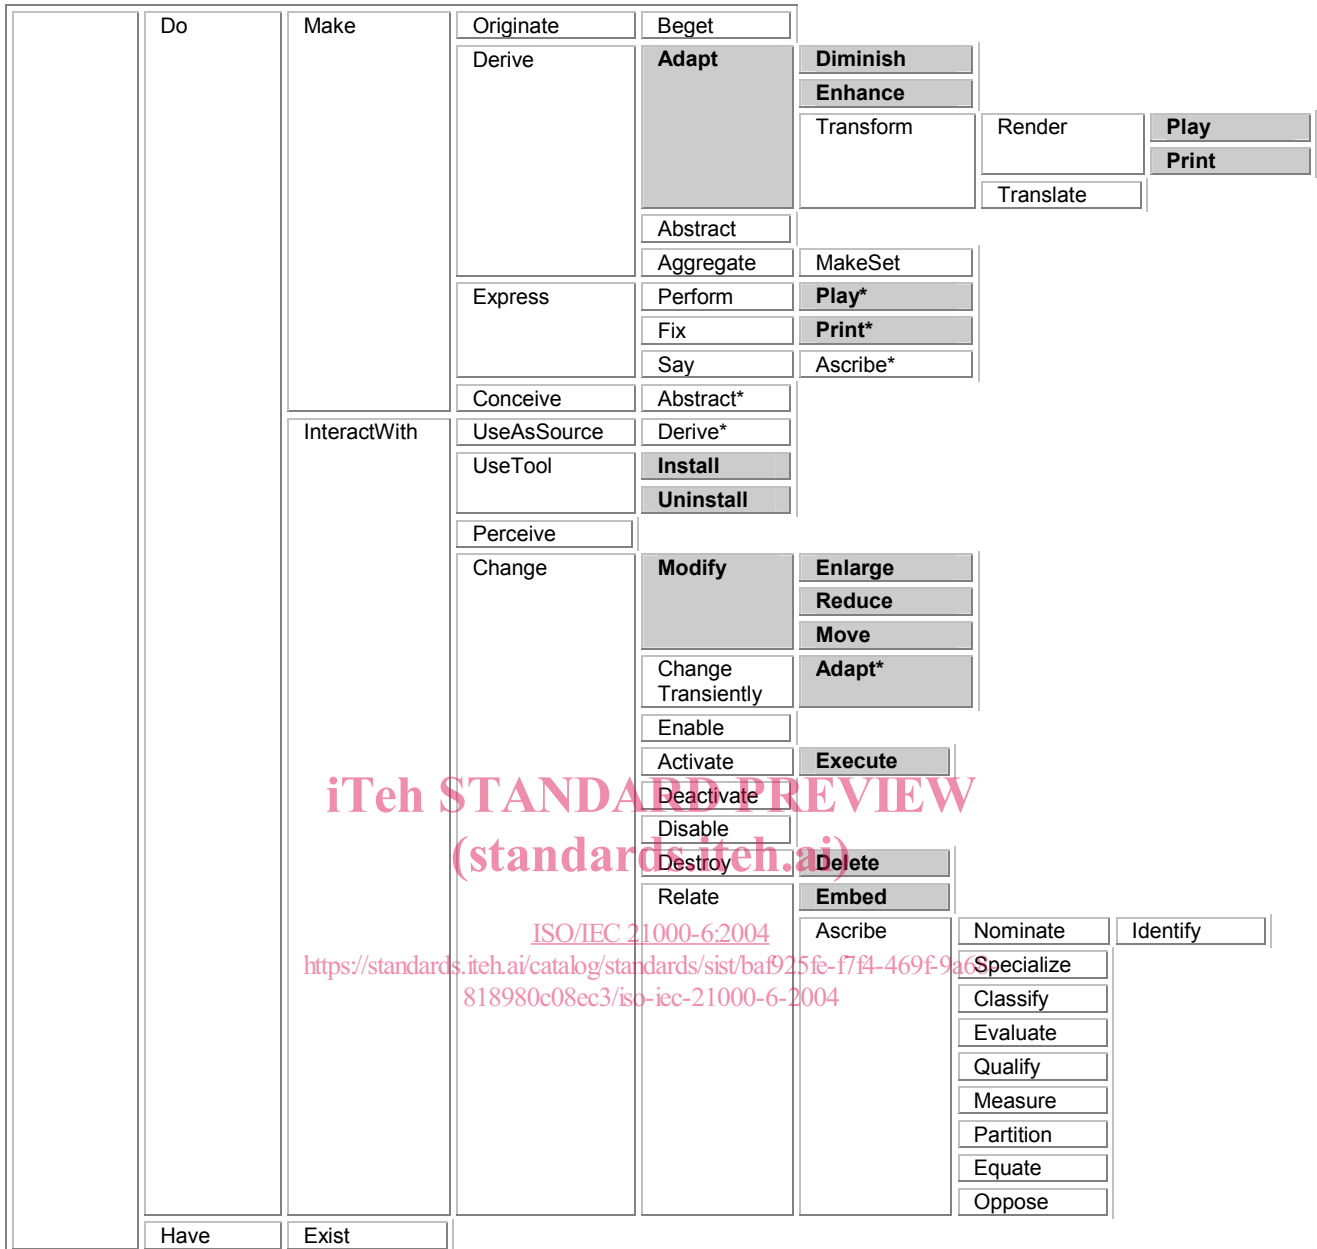 Do Make Originate Beget
Derive Adapt Diminish
Enhance
Transform Render Play
Print
Translate
Abstract
Aggregate MakeSet
Express Perform Play*
Fix Print*
Say Ascribe*
Conceive Abstract*
InteractWith UseAsSource Derive*
UseTool Install
Uninstall
Perceive
Change Modify Enlarge
Reduce
Move
Change Adapt*
Transiently
Enable
Activate Execute
iTeh STANDARD PREVIEW
Deactivate
Disable
(standards.iteh.ai)
Destroy Delete
Relate Embed
ISO/IEC 21000-6:2004
Ascribe Nominate Identify
https://standards.iteh.ai/catalog/standards/sist/baf925fe-f7f4-469f-9a68-
Specialize
818980c08ec3/iso-iec-21000-6-2004
Classify
Evaluate
Qualify
Measure
Partition
Equate
Oppose
Have Exist